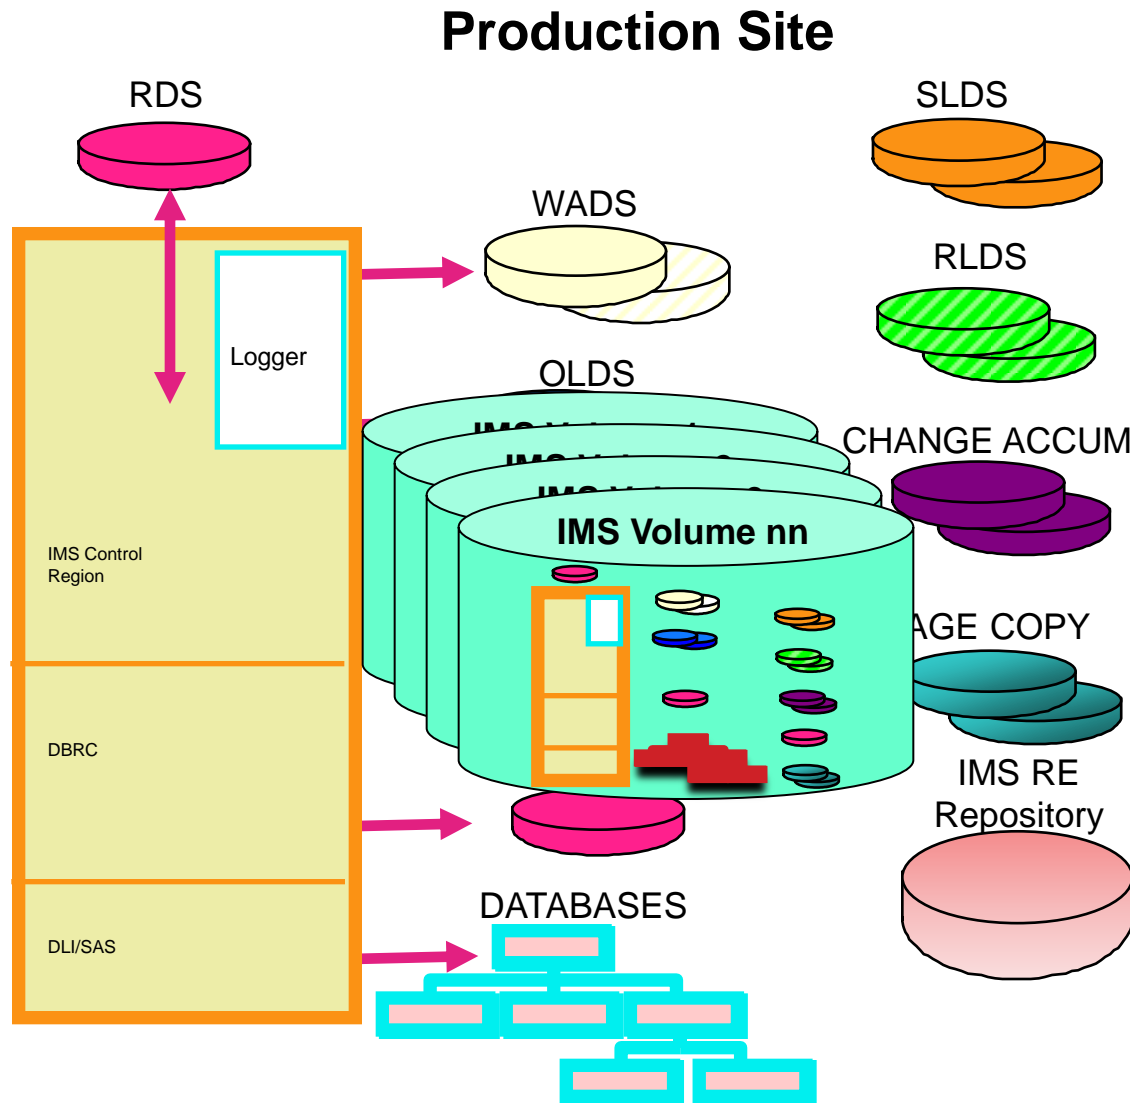 Production Site
RDS
SLDS
WADS
RLDS
Logger
OLDS
CHANGE ACCUM
IMS Volume nn
IMS Control
Region
AGE COPY
DBRC
IMS RE
Repository
DATABASES
DLI/SAS